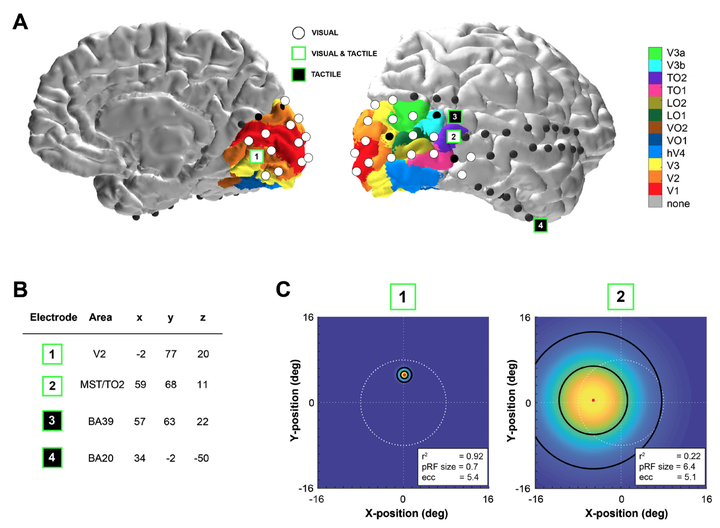 A
VISUAL
VISUAL & TACTILE
TACTILE
1
3
2
4
V3a
V3b
TO2
TO1
LO2
LO1
VO2
VO1
hV4
V3
V2
V1
none
B
Electrode Area x y z
1 V2 -2 77 20
2 MST/TO2 59 68 11
3 BA39 57 63 22
4 BA20 34 -2 -50
C
1
16
0
-16
Y-position (deg)
r² = 0.92
pRF size = 0.7
ecc = 5.4
-16 0 16
X-position (deg)
2
16
0
-16
Y-position (deg)
r² = 0.22
pRF size = 6.4
ecc = 5.1
-16 0 16
X-position (deg)